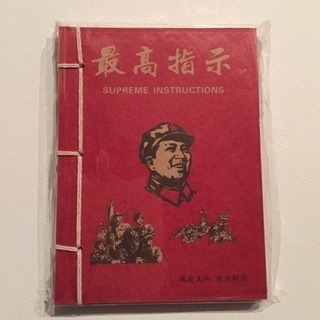 最高指示
SUPREME INSTRUCTIONS